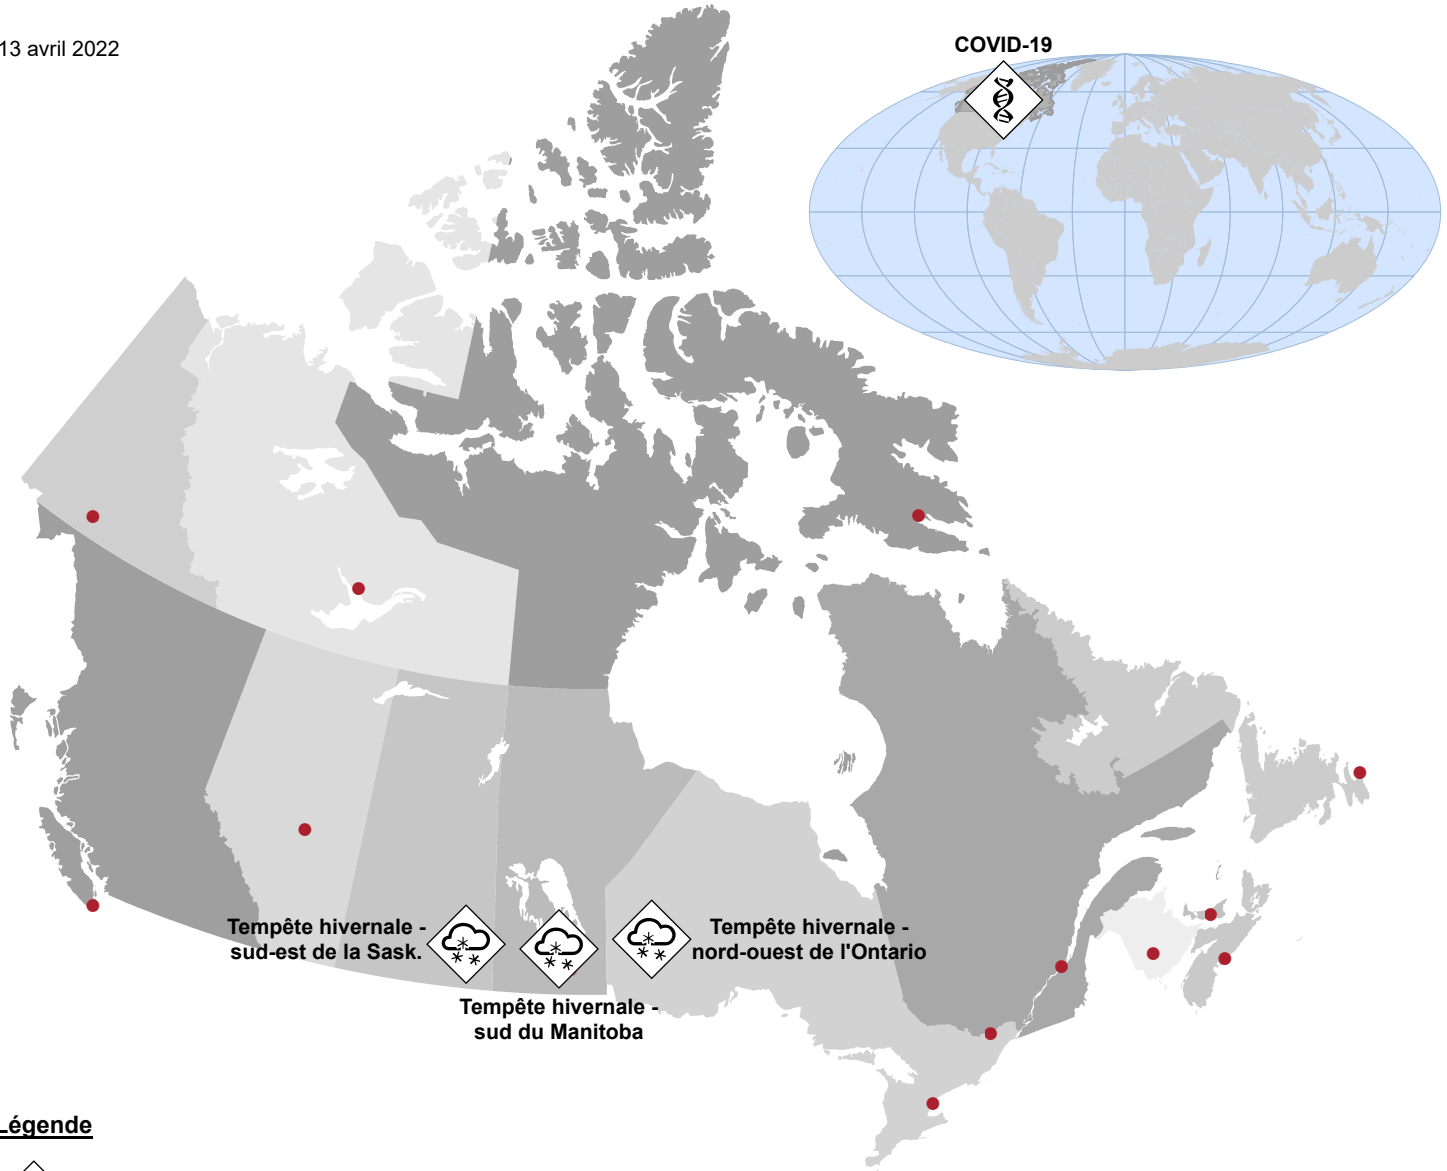 13 avril 2022
COVID-19
Tempête hivernale -
sud-est de la Sask.
Tempête hivernale -
nord-ouest de l'Ontario
Tempête hivernale -
sud du Manitoba
Légende